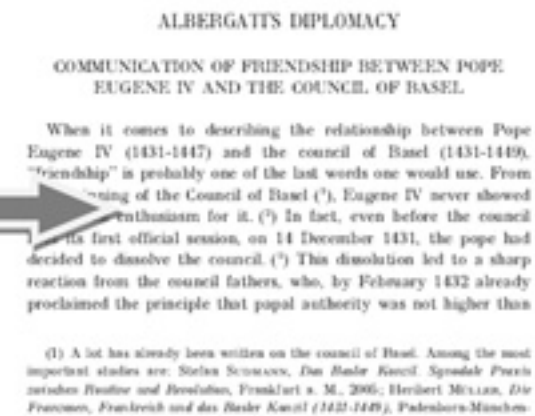 ALBERGATI'S DIPLOMACY
COMMUNICATION OF FRIENDSHIP BETWEEN POPE
EUGENE IV AND THE COUNCIL OF BASEL
When it comes to describing the relationship between Pope
Eugene IV (1431-1447) and the council of Basel (1431-1449),
"friendship" is probably one of the last words one would use. From
of the Council of Basel (¹), Eugene IV never showed
enthusiasm for it. (²) In fact, even before the council
its first official session, on 14 December 1431, the pope had
decided to dissolve the council. (³) This dissolution led to a sharp
reaction from the council fathers, who, by February 1432 already
proclaimed the principle that papal authority was not higher than
(1) A lot has already been written on the council of Basel. Among the most
important studies are: Stefan SUDMANN, Das Basler Konzil. Synodale Praxis
zwischen Routine und Revolution, Frankfurt a. M., 2005; Heribert MÜLLER, Die
Franzosen, Frankreich und das Basler Konzil (1431-1449), Paderborn-München-